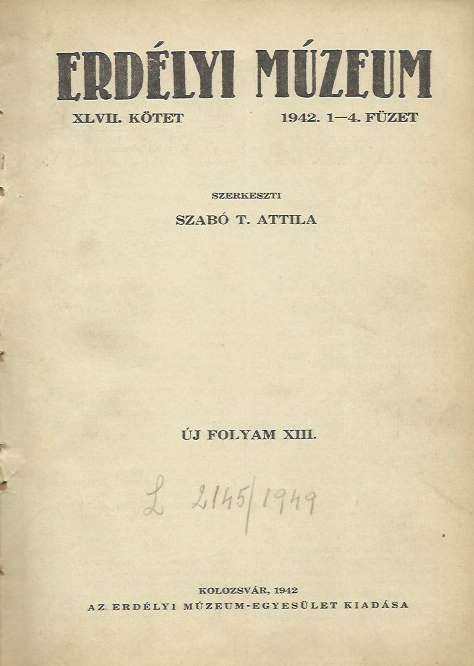 ERDÉLYI MÚZEUM
XLVII. KÖTET 1942. 1—4. FÜZET
SZERKESZTI
SZABÓ T. ATTILA
ÚJ FOLYAM XIII.
L 2145/1949
KOLOZSVÁR, 1942
AZ ERDÉLYI MÚZEUM-EGYESÜLET KIADÁSA